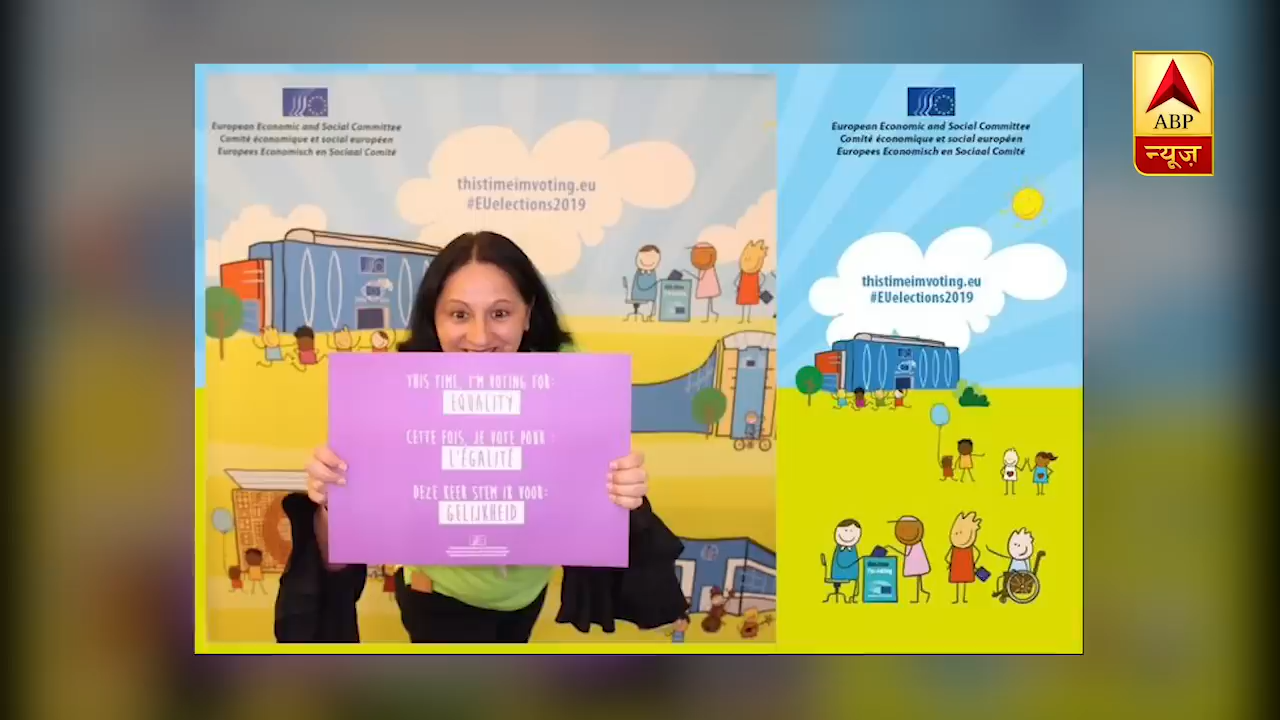 European Economic and Social Committee
Comité économique et social européen
Europees Economisch en Sociaal Comité
thistimeimvoting.eu
#EUelections2019
THIS TIME, I'M VOTING FOR:
EQUALITY
CETTE FOIS, JE VOTE POUR :
L'ÉGALITÉ
DEZE KEER STEM IK VOOR:
GELIJKHEID
European Economic and Social Committee
Comité économique et social européen
Europees Economisch en Sociaal Comité
thistimeimvoting.eu
#EUelections2019
I'm voting
ABP
न्यूज़